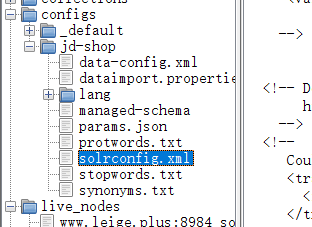 collections
configs
_default
jd-shop
data-config.xml
dataimport.propertie
lang
managed-schema
params.json
protwords.txt
solrconfig.xml
stopwords.txt
synonyms.txt
live_nodes
www.leige.plus:8984_so
-->
<!-- D
h
-->
<!--
Cou
<tr
<
</t